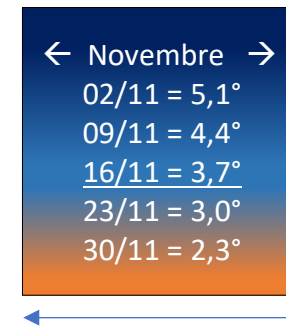 ← Novembre →
02/11 = 5,1°
09/11 = 4,4°
16/11 = 3,7°
23/11 = 3,0°
30/11 = 2,3°